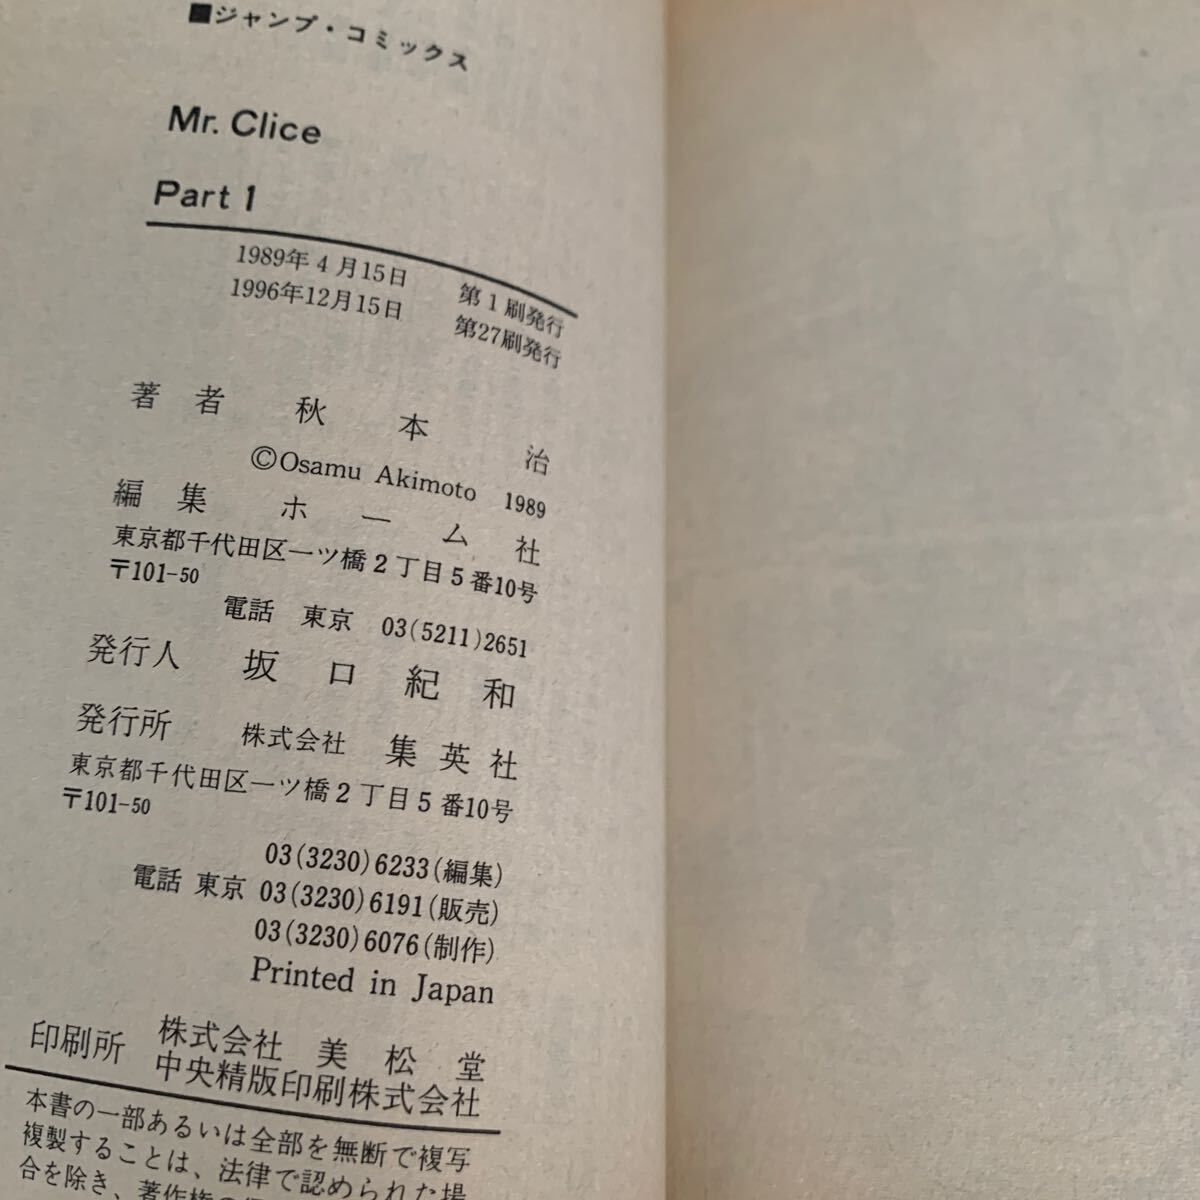 ■ジャンプ・コミックス
Mr. Clice
Part 1
1989年4月15日 第1刷発行
1996年12月15日 第27刷発行
著者 秋本治
©Osamu Akimoto 1989
編集 ホーム社
東京都千代田区一ツ橋2丁目5番10号
〒101-50
電話 東京 03(5211)2651
発行人 坂口紀和
発行所 株式会社 集英社
東京都千代田区一ツ橋2丁目5番10号
〒101-50
03(3230)6233(編集)
電話 東京 03(3230)6191(販売)
03(3230)6076(制作)
Printed in Japan
印刷所 株式会社 美松堂
中央精版印刷株式会社
本書の一部あるいは全部を無断で複写
複製することは、法律で認められた場
合を除き、著作権の